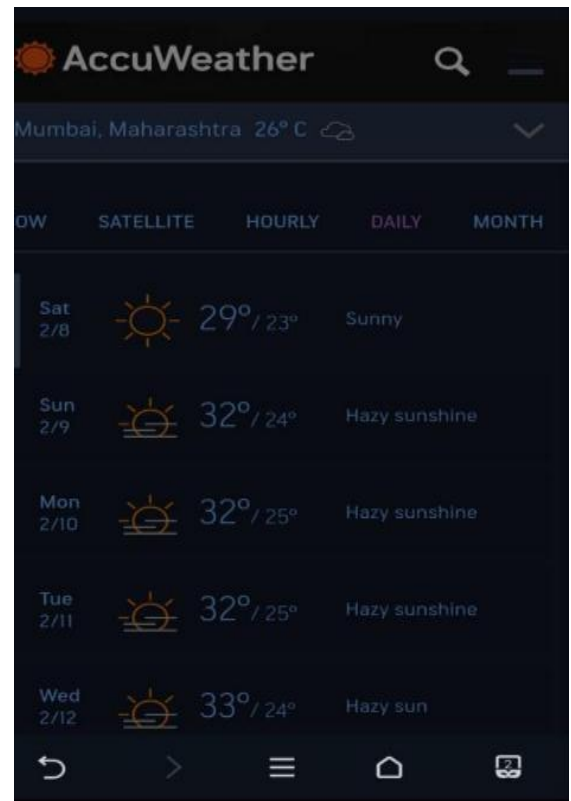 AccuWeather
Mumbai, Maharashtra 26° C
OW SATELLITE HOURLY DAILY MONTH
Sat
2/8
29°/ 23°
Sunny
Sun
2/9
32°/ 24°
Hazy sunshine
Mon
2/10
32°/ 25°
Hazy sunshine
Tue
2/11
32°/ 25°
Hazy sunshine
Wed
2/12
33°/ 24°
Hazy sun
2